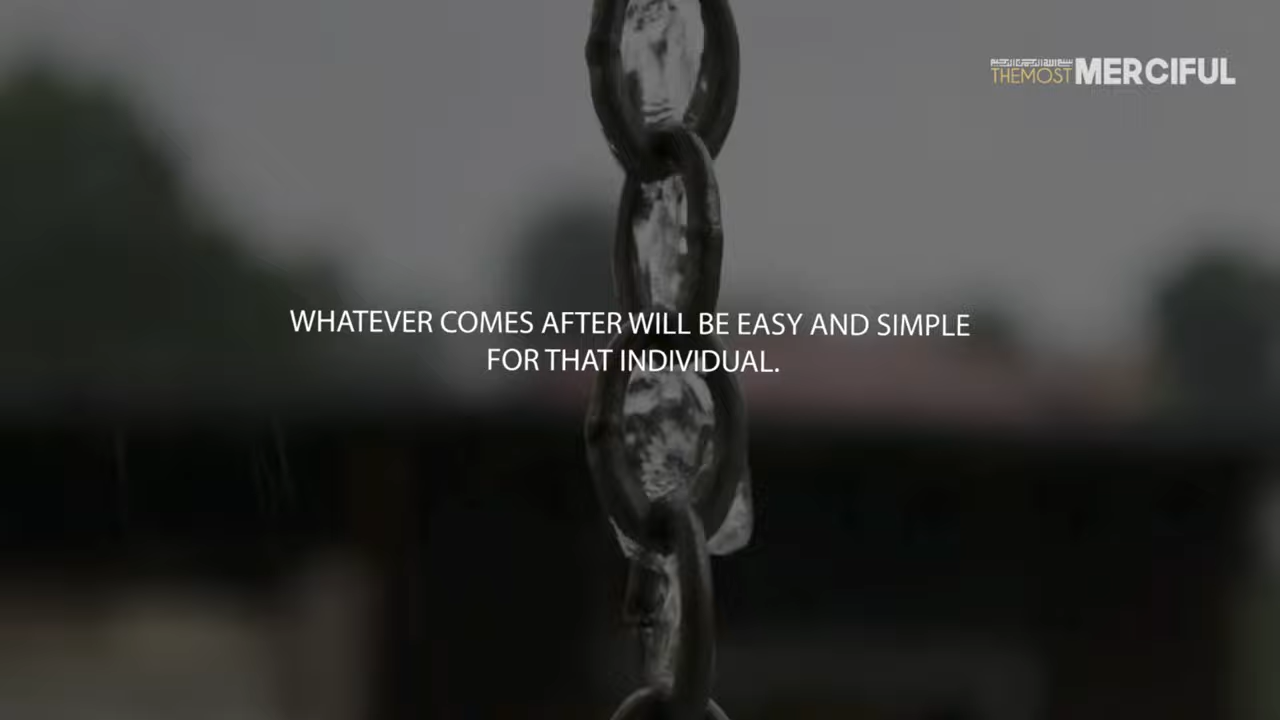 THEMOST MERCIFUL
WHATEVER COMES AFTER WILL BE EASY AND SIMPLE
FOR THAT INDIVIDUAL.